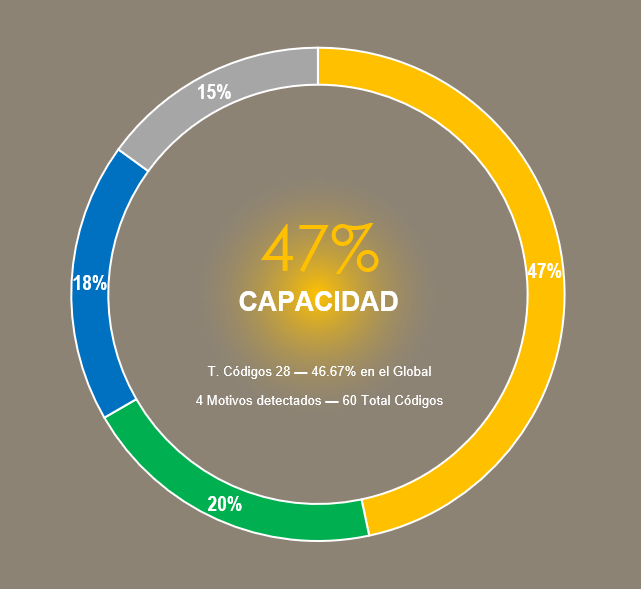 15%
47%
CAPACIDAD
47%
18%
T. Códigos 28 — 46.67% en el Global
4 Motivos detectados — 60 Total Códigos
20%